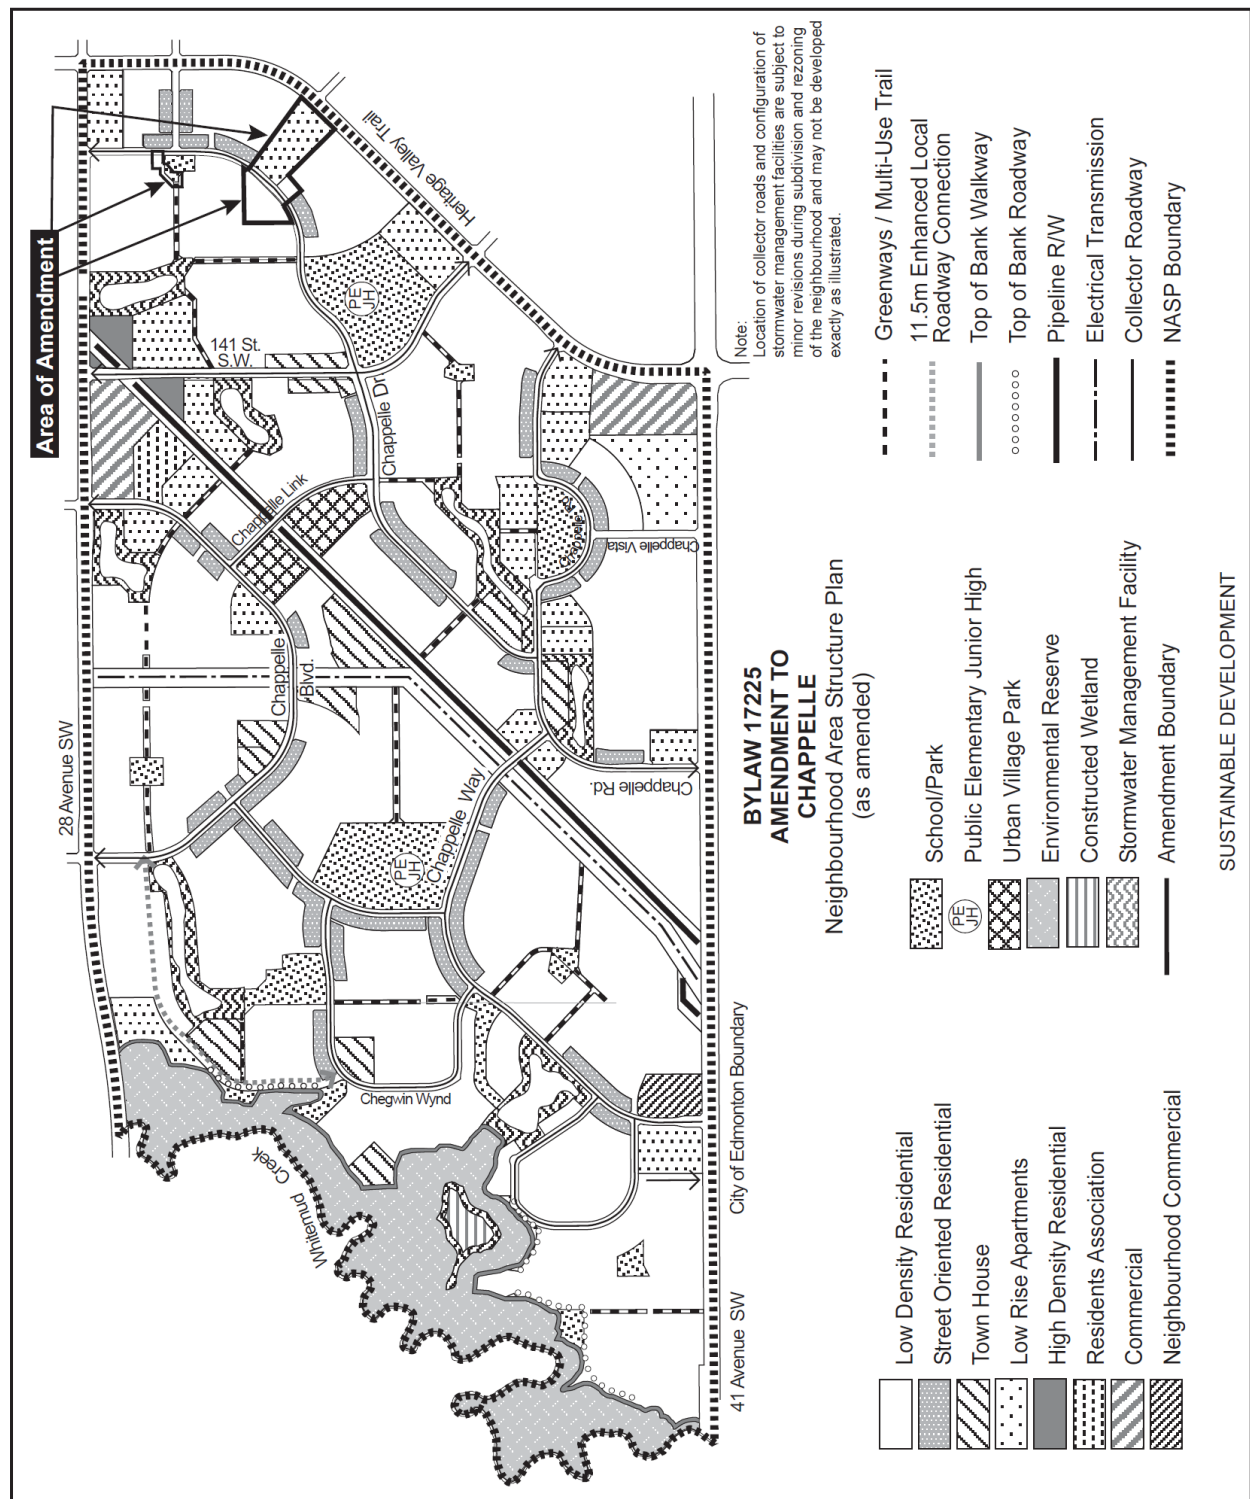 Area of Amendment
28 Avenue SW
Heritage Valley Trail
141 St.
S.W.
Chappelle Dr
Chappelle Link
Chappelle
Blvd.
Chappelle Way
Chappelle Rd.
Chappelle Rd
Chappelle Vista
Chegwin Wynd
Whitemud Creek
PE
JH
PE
JH
City of Edmonton Boundary
41 Avenue SW
Note:
Location of collector roads and configuration of
stormwater management facilities are subject to
minor revisions during subdivision and rezoning
of the neighbourhood and may not be developed
exactly as illustrated.
BYLAW 17225
AMENDMENT TO
CHAPPELLE
Neighbourhood Area Structure Plan
(as amended)
Low Density Residential
Street Oriented Residential
Town House
Low Rise Apartments
High Density Residential
Residents Association
Commercial
Neighbourhood Commercial
School/Park
PE
JH
Public Elementary Junior High
Urban Village Park
Environmental Reserve
Constructed Wetland
Stormwater Management Facility
Amendment Boundary
Greenways / Multi-Use Trail
11.5m Enhanced Local
Roadway Connection
Top of Bank Walkway
Top of Bank Roadway
Pipeline R/W
Electrical Transmission
Collector Roadway
NASP Boundary
SUSTAINABLE DEVELOPMENT